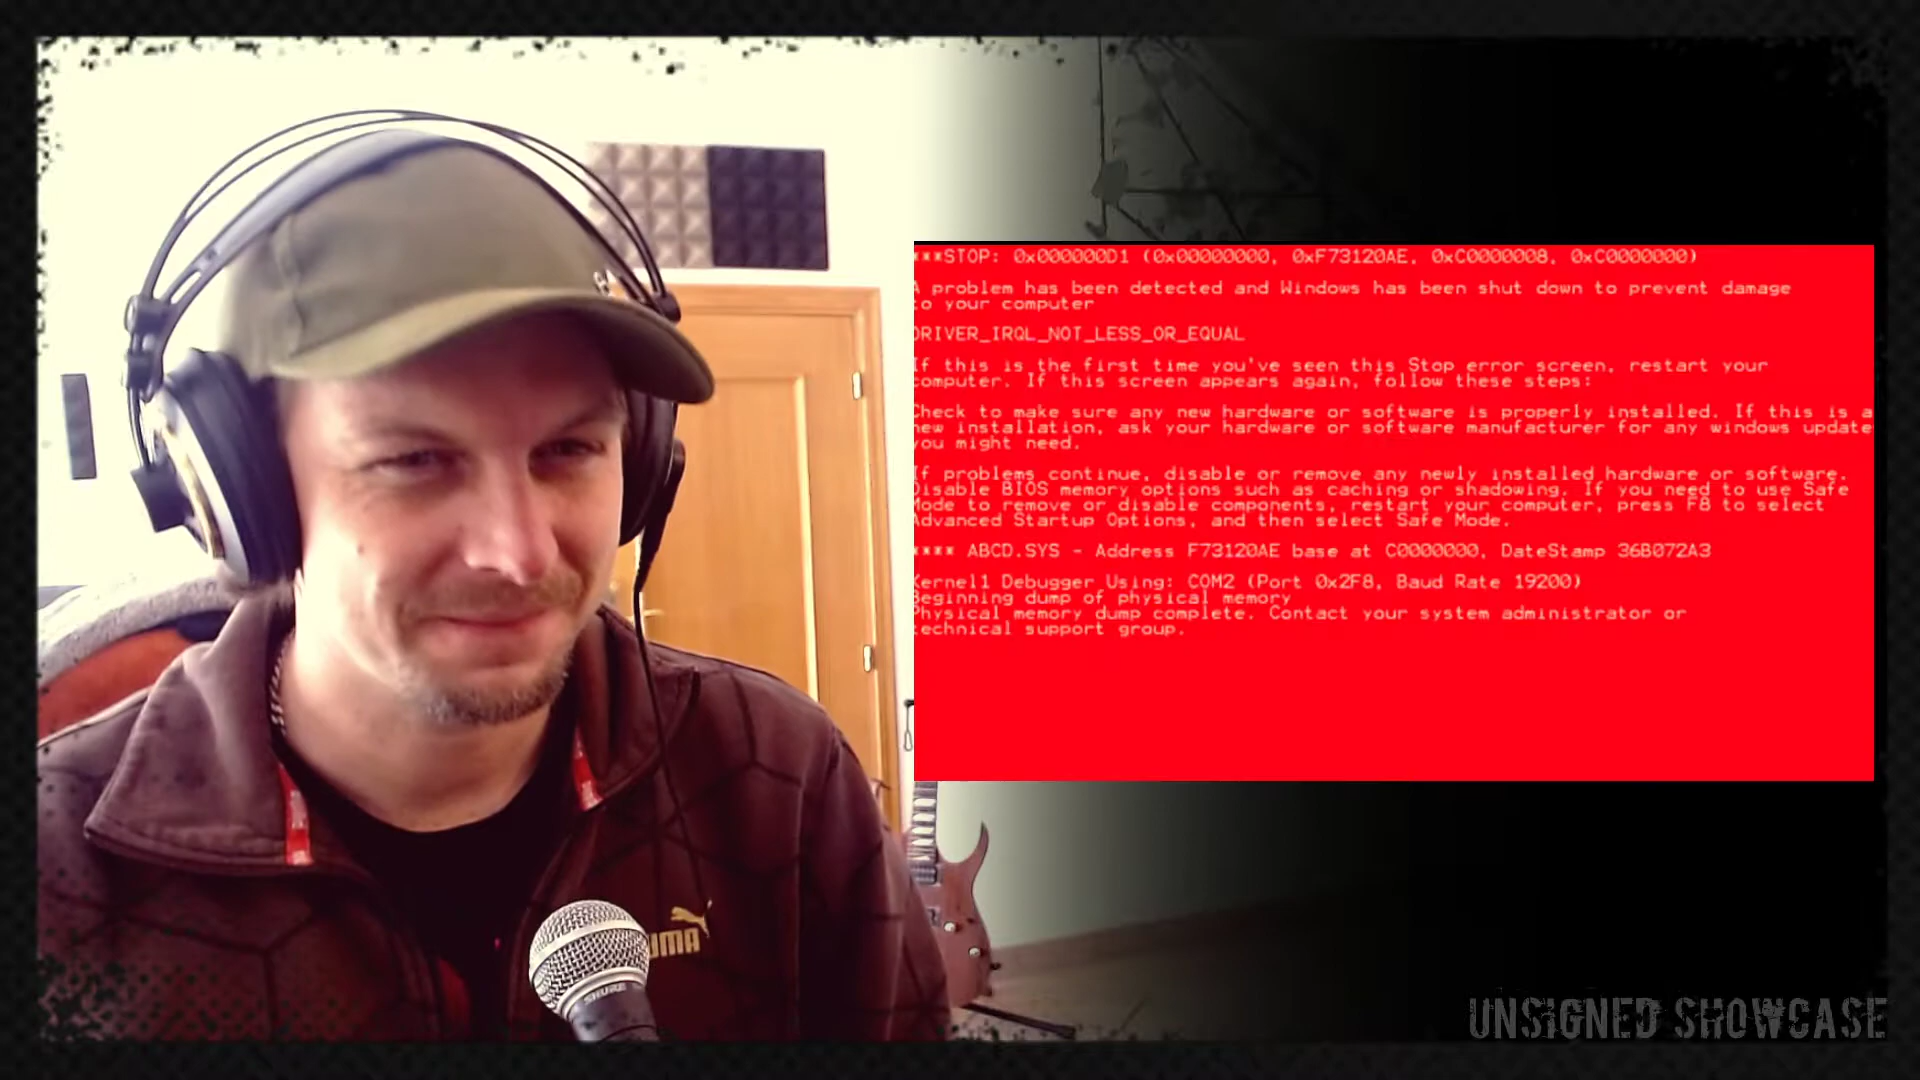 ***STOP: 0x000000D1 (0x00000000, 0xF73120AE, 0xC0000008, 0xC0000000)
A problem has been detected and Windows has been shut down to prevent damage
to your computer
DRIVER_IRQL_NOT_LESS_OR_EQUAL
If this is the first time you've seen this Stop error screen, restart your
computer. If this screen appears again, follow these steps:
Check to make sure any new hardware or software is properly installed. If this is a
new installation, ask your hardware or software manufacturer for any windows update
you might need.
If problems continue, disable or remove any newly installed hardware or software.
Disable BIOS memory options such as caching or shadowing. If you need to use Safe
Mode to remove or disable components, restart your computer, press F8 to select
Advanced Startup Options, and then select Safe Mode.
**** ABCD.SYS - Address F73120AE base at C0000000, DateStamp 36B072A3
Kernel1 Debugger Using: COM2 (Port 0x2F8, Baud Rate 19200)
Beginning dump of physical memory
Physical memory dump complete. Contact your system administrator or
technical support group.
PUMA
SHURE
UNSIGNED SHOWCASE